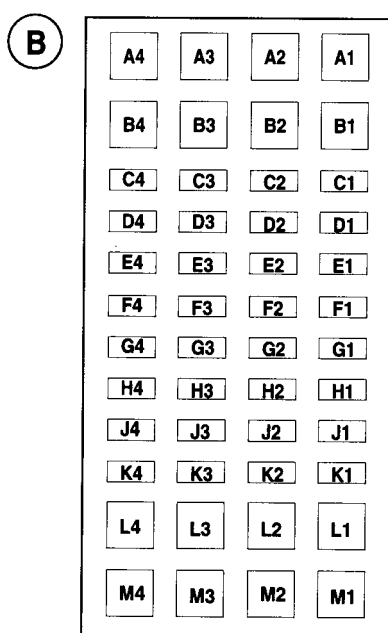 B
A4 A3 A2 A1
B4 B3 B2 B1
C4 C3 C2 C1
D4 D3 D2 D1
E4 E3 E2 E1
F4 F3 F2 F1
G4 G3 G2 G1
H4 H3 H2 H1
J4 J3 J2 J1
K4 K3 K2 K1
L4 L3 L2 L1
M4 M3 M2 M1